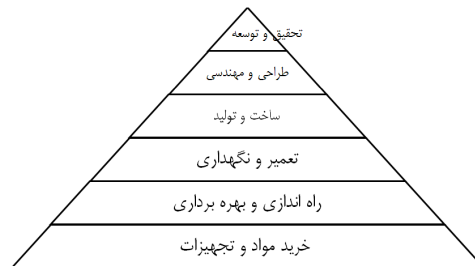 تحقیق و توسعه
طراحی و مهندسی
ساخت و تولید
تعمیر و نگهداری
راه اندازی و بهره برداری
خرید مواد و تجهیزات